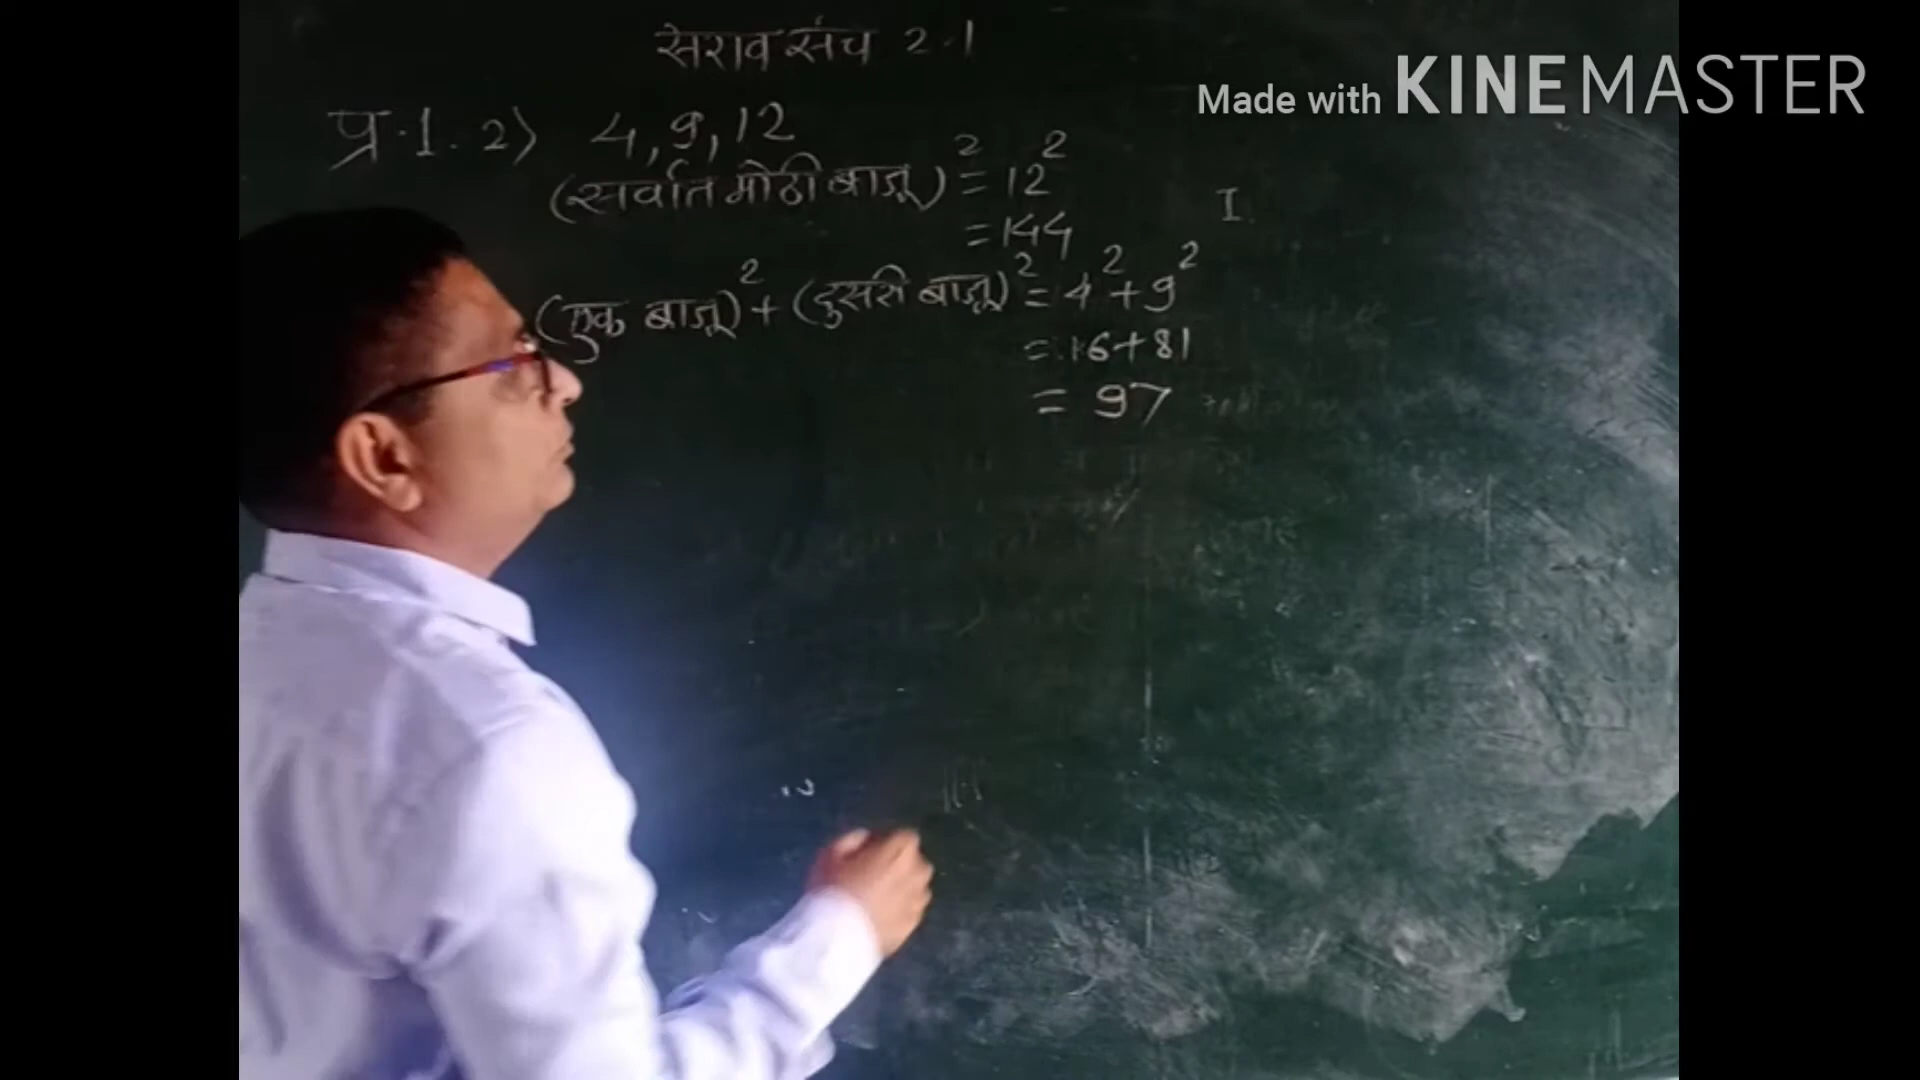 सराव संच 2.1
Made with KINEMASTER
प्र.1. 2) 4, 9, 12
(सर्वात मोठी बाजू)² = 12²
I.
= 144
(एक बाजू)² + (दुसरी बाजू)² = 4² + 9²
= 16+81
= 97